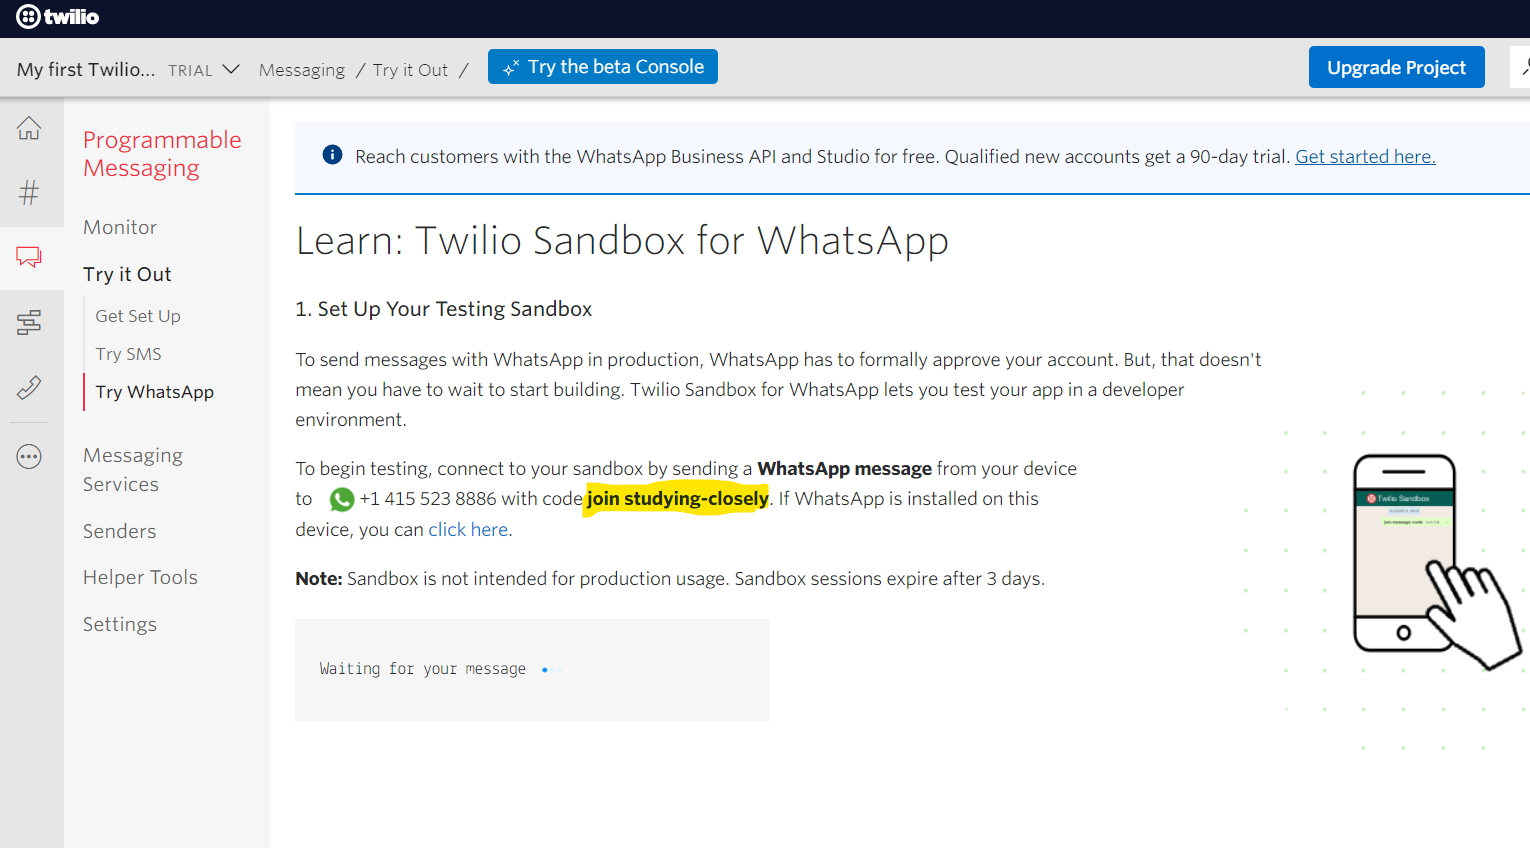 twilio
My first Twilio... TRIAL Messaging / Try it Out / Try the beta Console Upgrade Project
Programmable
Messaging
Monitor
Try it Out
Get Set Up
Try SMS
Try WhatsApp
Messaging
Services
Senders
Helper Tools
Settings
Reach customers with the WhatsApp Business API and Studio for free. Qualified new accounts get a 90-day trial. Get started here.
Learn: Twilio Sandbox for WhatsApp
1. Set Up Your Testing Sandbox
To send messages with WhatsApp in production, WhatsApp has to formally approve your account. But, that doesn't
mean you have to wait to start building. Twilio Sandbox for WhatsApp lets you test your app in a developer
environment.
To begin testing, connect to your sandbox by sending a WhatsApp message from your device
to +1 415 523 8886 with code join studying-closely. If WhatsApp is installed on this
device, you can click here.
Note: Sandbox is not intended for production usage. Sandbox sessions expire after 3 days.
Waiting for your message
Twilio Sandbox